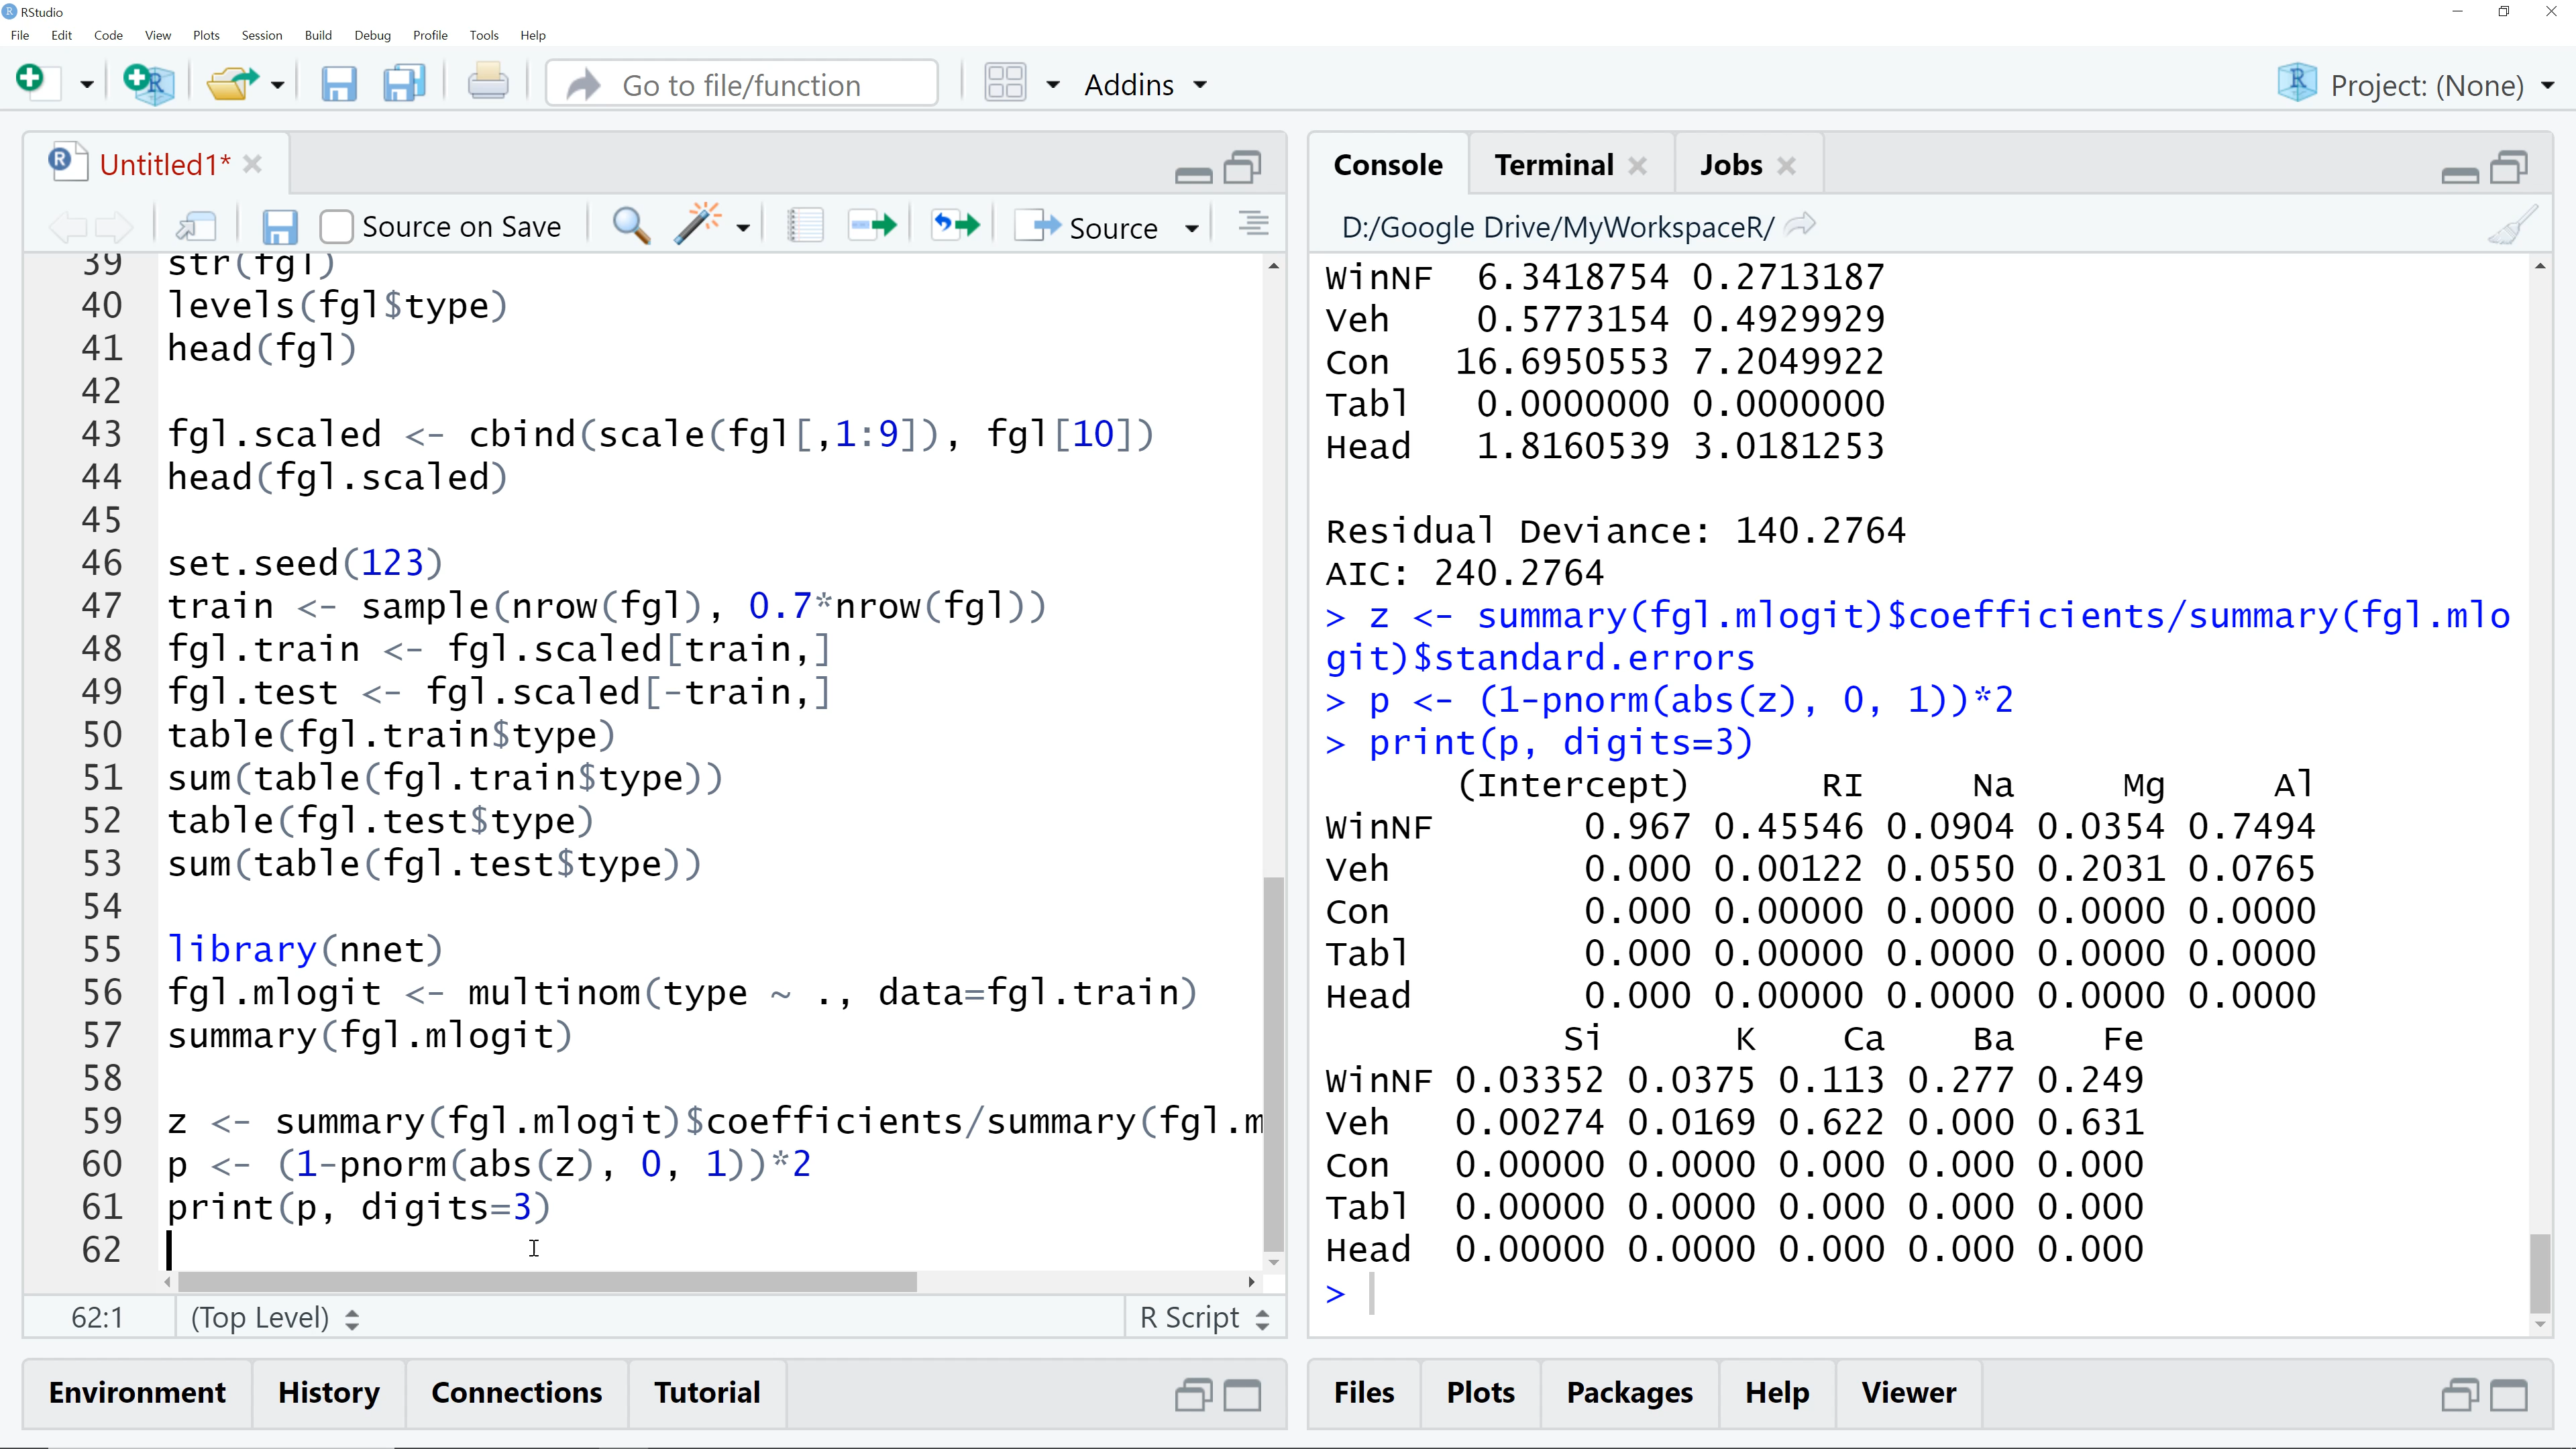 RStudio
File Edit Code View Plots Session Build Debug Profile Tools Help
Go to file/function Addins Project: (None)
Untitled1*
Source on Save Source
39 str(fgl)
40 levels(fgl$type)
41 head(fgl)
42
43 fgl.scaled <- cbind(scale(fgl[,1:9]), fgl[10])
44 head(fgl.scaled)
45
46 set.seed(123)
47 train <- sample(nrow(fgl), 0.7*nrow(fgl))
48 fgl.train <- fgl.scaled[train,]
49 fgl.test <- fgl.scaled[-train,]
50 table(fgl.train$type)
51 sum(table(fgl.train$type))
52 table(fgl.test$type)
53 sum(table(fgl.test$type))
54
55 library(nnet)
56 fgl.mlogit <- multinom(type ~ ., data=fgl.train)
57 summary(fgl.mlogit)
58
59 z <- summary(fgl.mlogit)$coefficients/summary(fgl.m
60 p <- (1-pnorm(abs(z), 0, 1))*2
61 print(p, digits=3)
62
62:1 (Top Level) R Script
Environment History Connections Tutorial
Console Terminal Jobs
D:/Google Drive/MyWorkspaceR/
WinNF 6.3418754 0.2713187
Veh 0.5773154 0.4929929
Con 16.6950553 7.2049922
Tabl 0.0000000 0.0000000
Head 1.8160539 3.0181253
Residual Deviance: 140.2764
AIC: 240.2764
> z <- summary(fgl.mlogit)$coefficients/summary(fgl.mlo
git)$standard.errors
> p <- (1-pnorm(abs(z), 0, 1))*2
> print(p, digits=3)
(Intercept) RI Na Mg Al
WinNF 0.967 0.45546 0.0904 0.0354 0.7494
Veh 0.000 0.00122 0.0550 0.2031 0.0765
Con 0.000 0.00000 0.0000 0.0000 0.0000
Tabl 0.000 0.00000 0.0000 0.0000 0.0000
Head 0.000 0.00000 0.0000 0.0000 0.0000
Si K Ca Ba Fe
WinNF 0.03352 0.0375 0.113 0.277 0.249
Veh 0.00274 0.0169 0.622 0.000 0.631
Con 0.00000 0.0000 0.000 0.000 0.000
Tabl 0.00000 0.0000 0.000 0.000 0.000
Head 0.00000 0.0000 0.000 0.000 0.000
>
Files Plots Packages Help Viewer